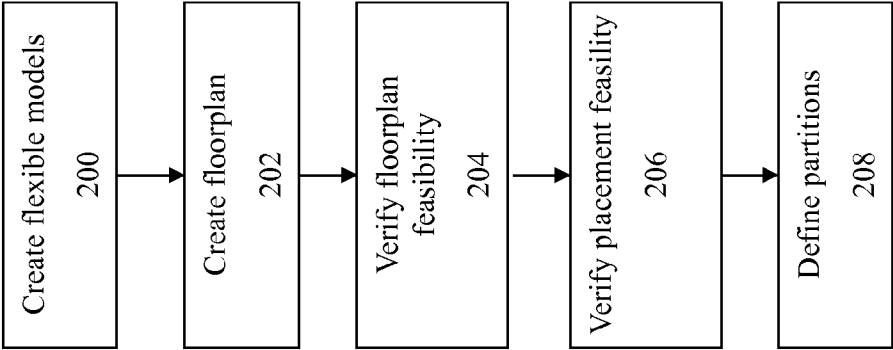 Create flexible models
200
Create floorplan
202
Verify floorplan
feasibility
204
Verify placement feasility
206
Define partitions
208